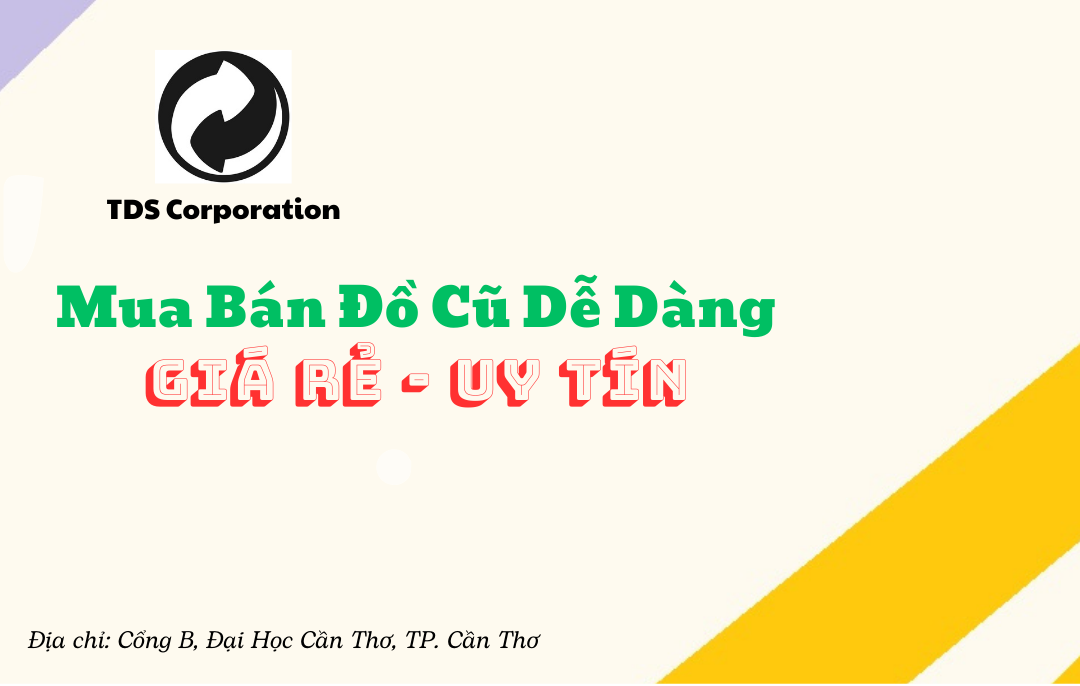 TDS Corporation
Mua Bán Đồ Cũ Dễ Dàng
GIÁ RẺ - UY TÍN
Địa chỉ: Cổng B, Đại Học Cần Thơ, TP. Cần Thơ